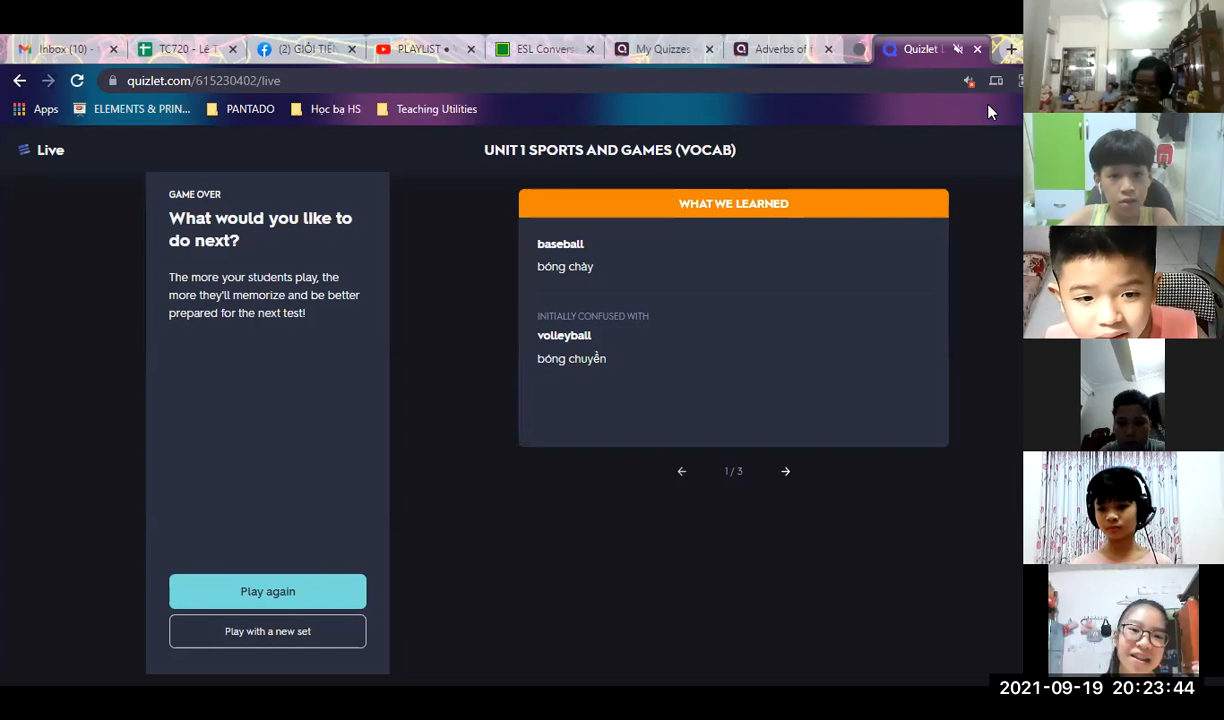 Inbox (10) -
TC720 - Lê T
(2) GIỎI TIẾ
PLAYLIST •
ESL Convers
My Quizzes
Adverbs of f
Quizlet L
quizlet.com/615230402/live
Apps
ELEMENTS & PRIN...
PANTADO
Học bạ HS
Teaching Utilities
Live
UNIT 1 SPORTS AND GAMES (VOCAB)
GAME OVER
What would you like to
do next?
The more your students play, the
more they'll memorize and be better
prepared for the next test!
Play again
Play with a new set
WHAT WE LEARNED
baseball
bóng chày
INITIALLY CONFUSED WITH
volleyball
bóng chuyền
1 / 3
2021-09-19 20:23:44